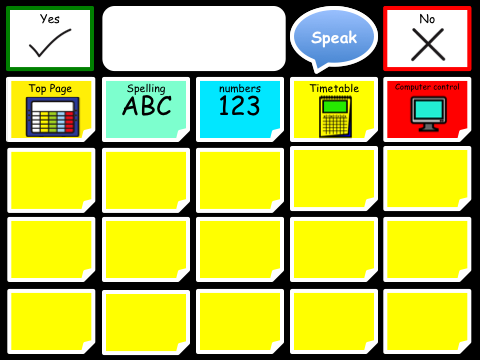 Yes
Speak
No
Top Page
Spelling
ABC
numbers
123
Timetable
Computer control